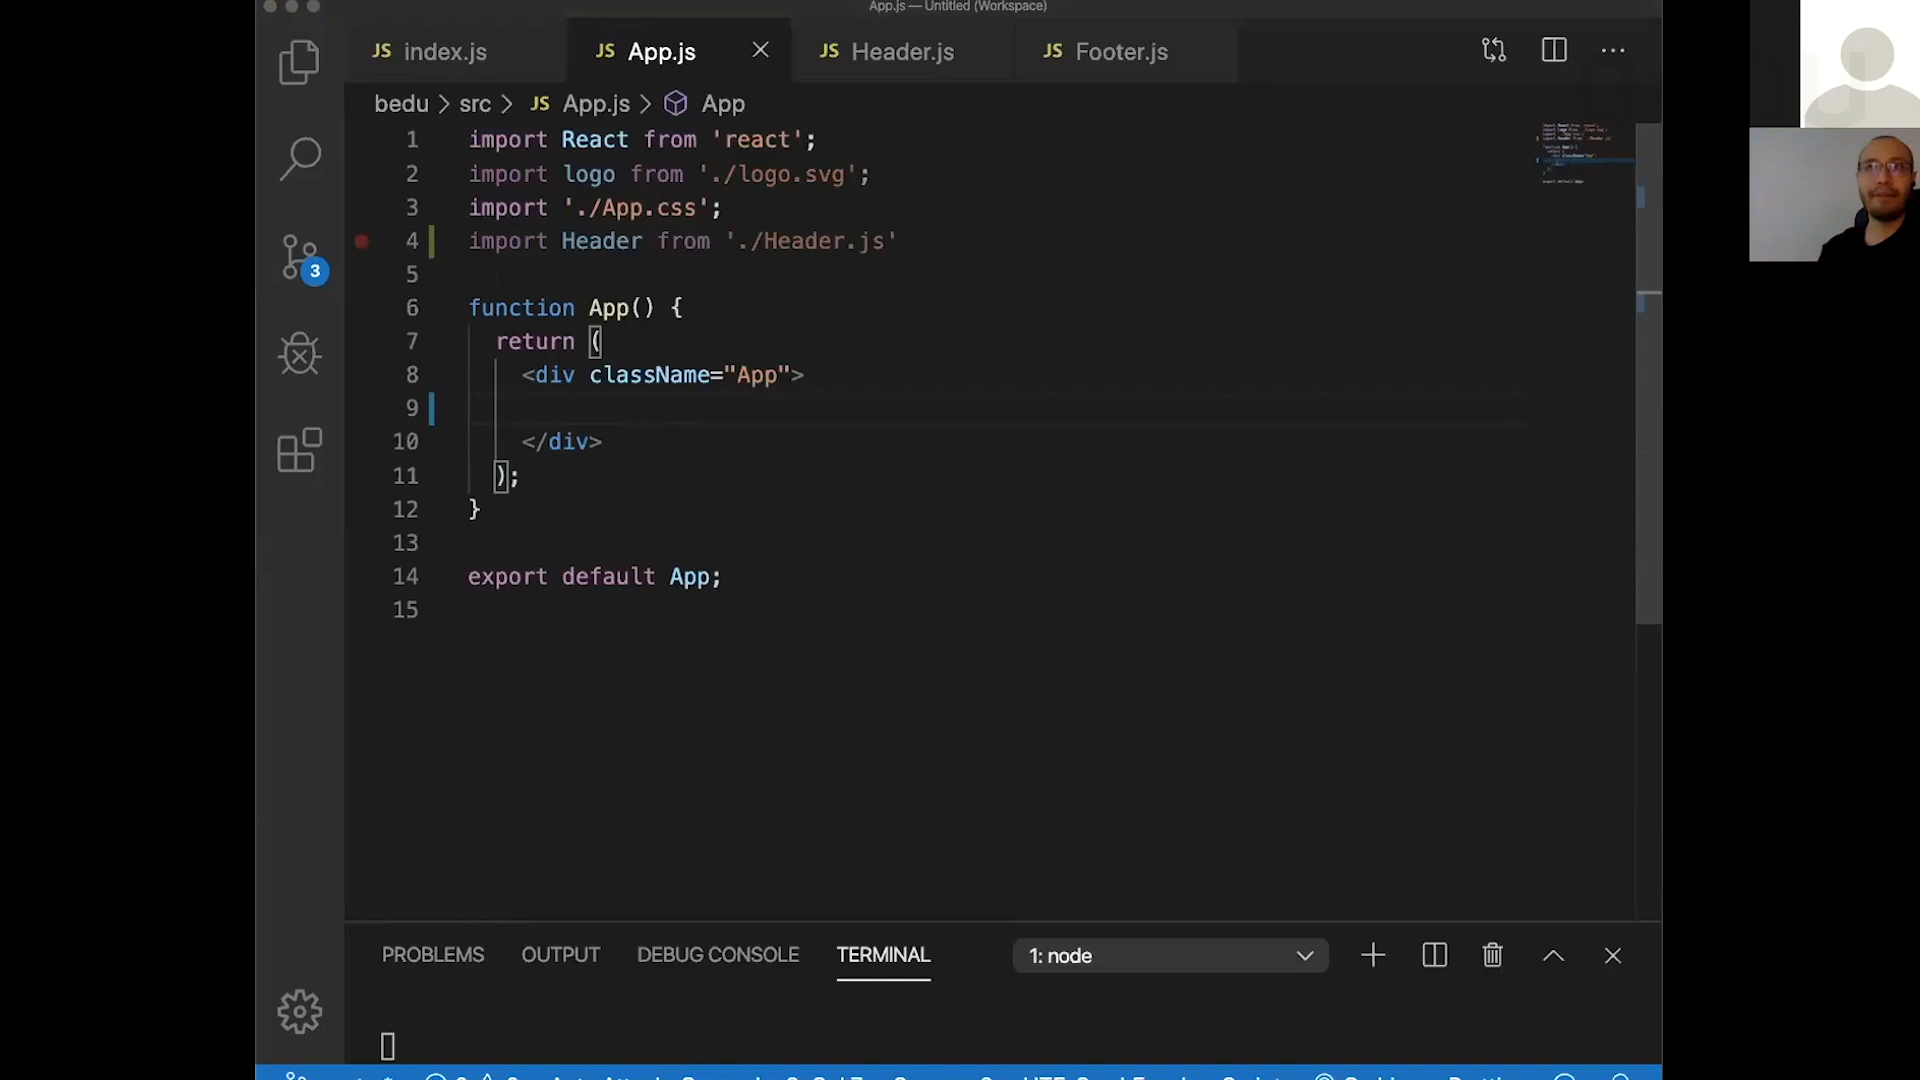 App.js — Untitled (Workspace)
JS index.js
JS App.js
JS Header.js
JS Footer.js
bedu > src > JS App.js > App
1 import React from 'react';
2 import logo from './logo.svg';
3 import './App.css';
4 import Header from './Header.js'
5
6 function App() {
7 return (
8 <div className="App">
9
10 </div>
11 );
12 }
13
14 export default App;
15
3
PROBLEMS
OUTPUT
DEBUG CONSOLE
TERMINAL
1: node